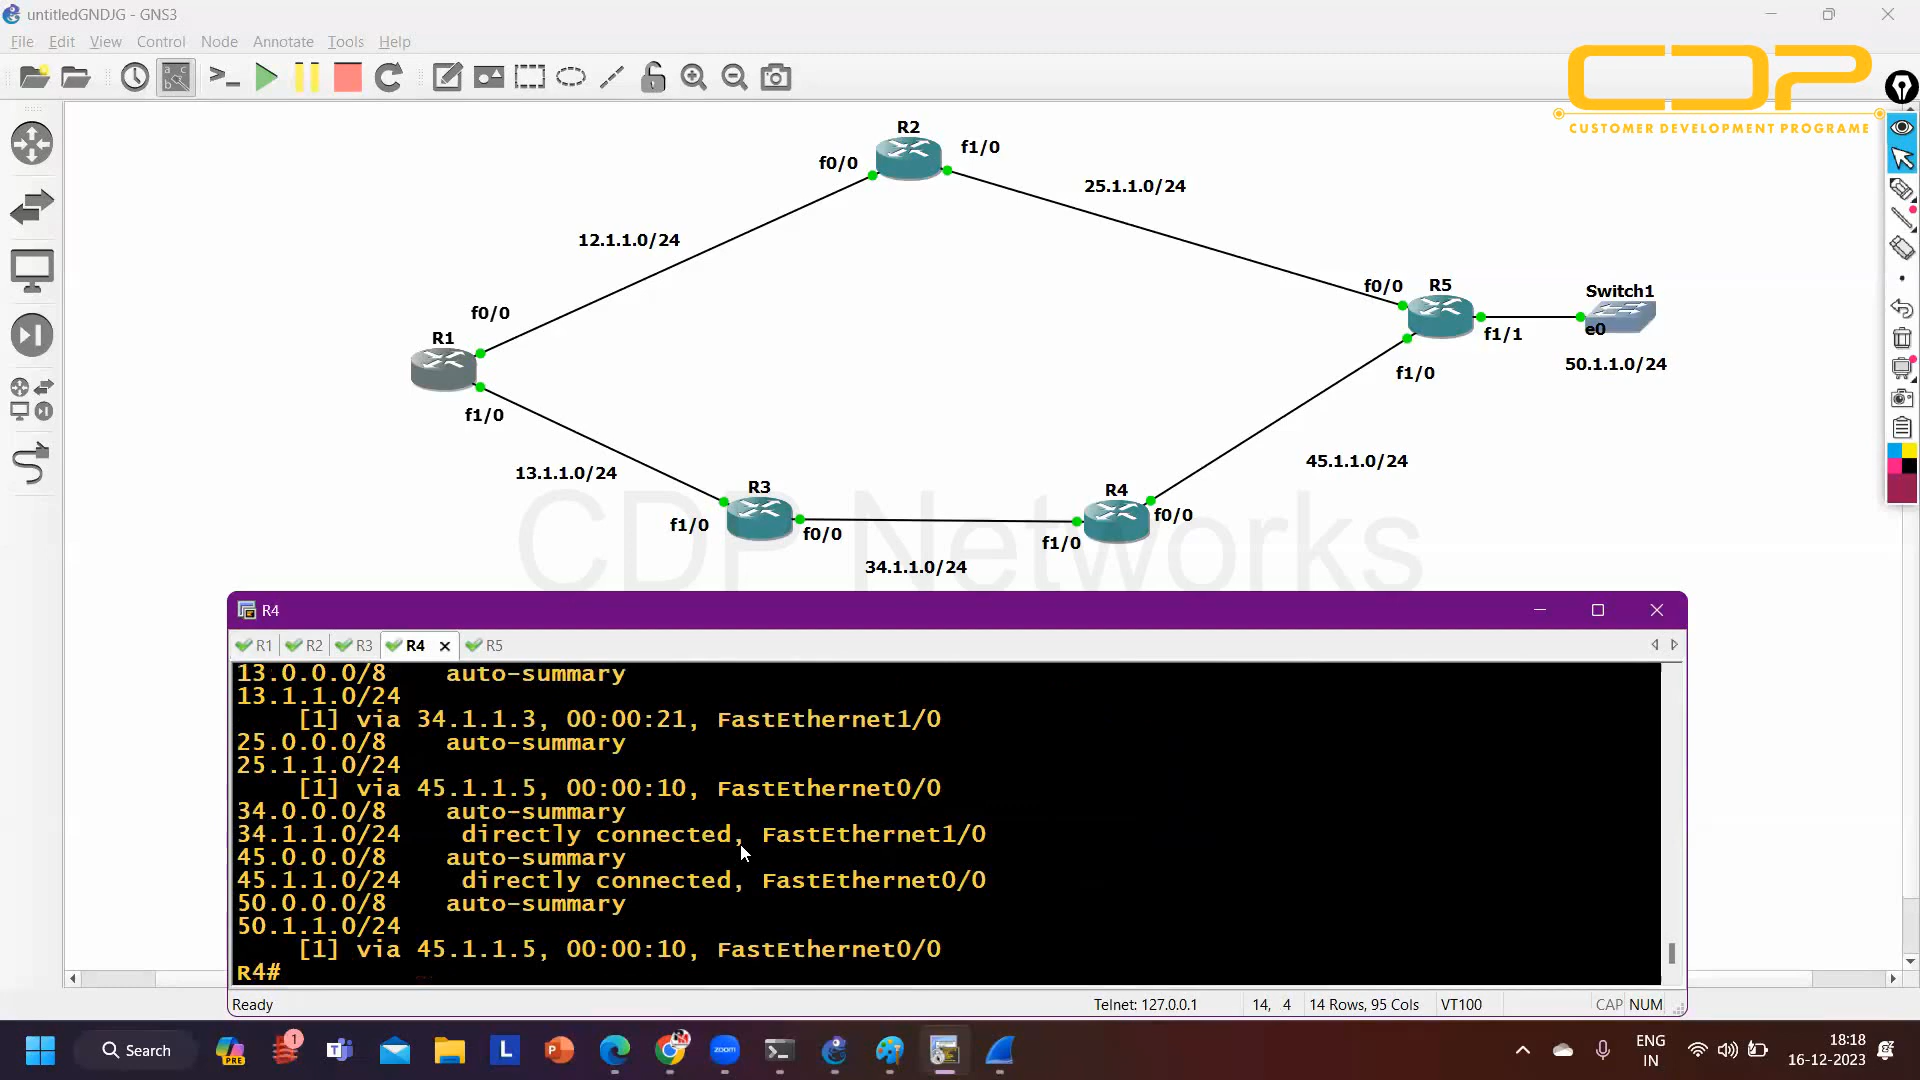 untitledGNDJG - GNS3
File Edit View Control Node Annotate Tools Help
CDP
CUSTOMER DEVELOPMENT PROGRAME
R2
f0/0
f1/0
25.1.1.0/24
12.1.1.0/24
f0/0
R5
Switch1
f0/0
e0
f1/1
R1
50.1.1.0/24
f1/0
f1/0
45.1.1.0/24
13.1.1.0/24
R3
R4
f1/0
f0/0
f1/0
f0/0
34.1.1.0/24
CDP Networks
R4
R1 R2 R3 R4 R5
13.0.0.0/8 auto-summary
13.1.1.0/24
[1] via 34.1.1.3, 00:00:21, FastEthernet1/0
25.0.0.0/8 auto-summary
25.1.1.0/24
[1] via 45.1.1.5, 00:00:10, FastEthernet0/0
34.0.0.0/8 auto-summary
34.1.1.0/24 directly connected, FastEthernet1/0
45.0.0.0/8 auto-summary
45.1.1.0/24 directly connected, FastEthernet0/0
50.0.0.0/8 auto-summary
50.1.1.0/24
[1] via 45.1.1.5, 00:00:10, FastEthernet0/0
R4#
Ready Telnet: 127.0.0.1 14, 4 14 Rows, 95 Cols VT100 CAP NUM
Search
PRE
1
L
P
zoom
ENG
IN
18:18
16-12-2023